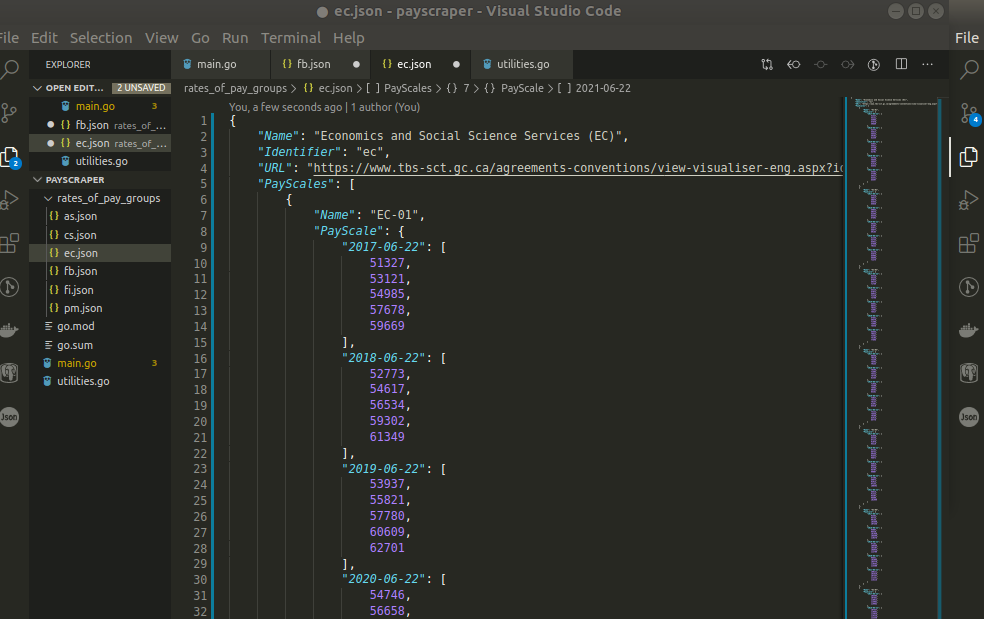 ec.json - payscraper - Visual Studio Code
File Edit Selection View Go Run Terminal Help
File
EXPLORER
main.go
fb.json
ec.json
utilities.go
OPEN EDIT... 2 UNSAVED
main.go 3
fb.json rates_of_...
ec.json rates_of_...
utilities.go
PAYSCRAPER
rates_of_pay_groups
as.json
cs.json
ec.json
fb.json
fi.json
pm.json
go.mod
go.sum
main.go 3
utilities.go
2
Json
rates_of_pay_groups > {} ec.json > [ ] PayScales > {} 7 > {} PayScale > [ ] 2021-06-22
You, a few seconds ago | 1 author (You)
1 {
2 "Name": "Economics and Social Science Services (EC)",
3 "Identifier": "ec",
4 "URL": "https://www.tbs-sct.gc.ca/agreements-conventions/view-visualiser-eng.aspx?i
5 "PayScales": [
6 {
7 "Name": "EC-01",
8 "PayScale": {
9 "2017-06-22": [
10 51327,
11 53121,
12 54985,
13 57678,
14 59669
15 ],
16 "2018-06-22": [
17 52773,
18 54617,
19 56534,
20 59302,
21 61349
22 ],
23 "2019-06-22": [
24 53937,
25 55821,
26 57780,
27 60609,
28 62701
29 ],
30 "2020-06-22": [
31 54746,
32 56658,
4
Json